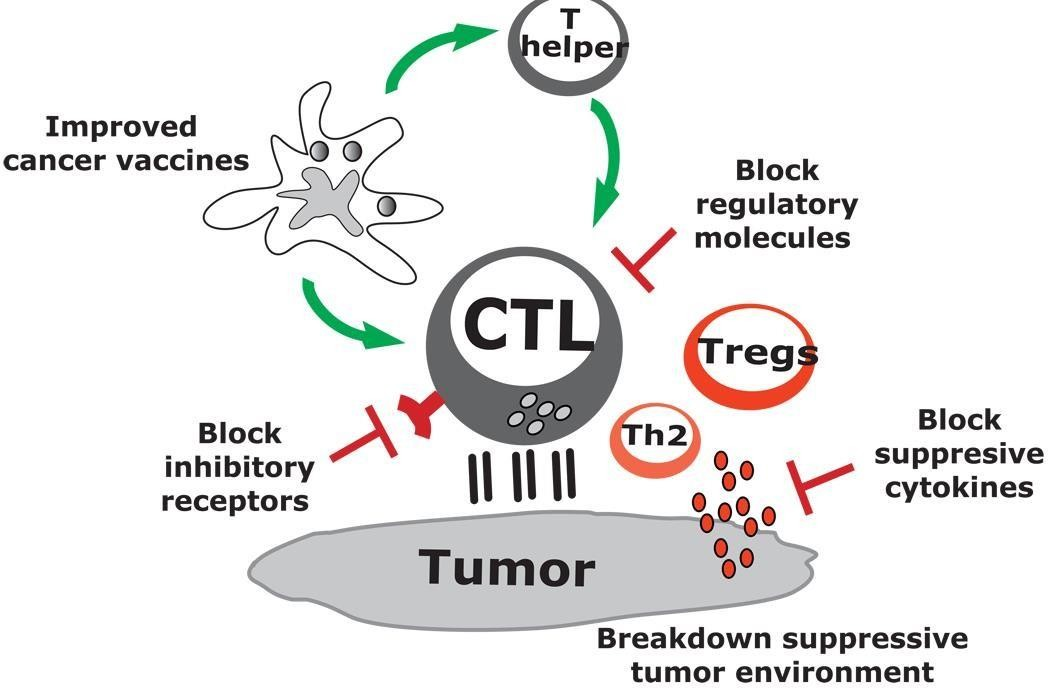 T
helper
Improved
cancer vaccines
Block
regulatory
molecules
CTL
Tregs
Block
inhibitory
receptors
Th2
Block
suppresive
cytokines
Tumor
Breakdown suppressive
tumor environment